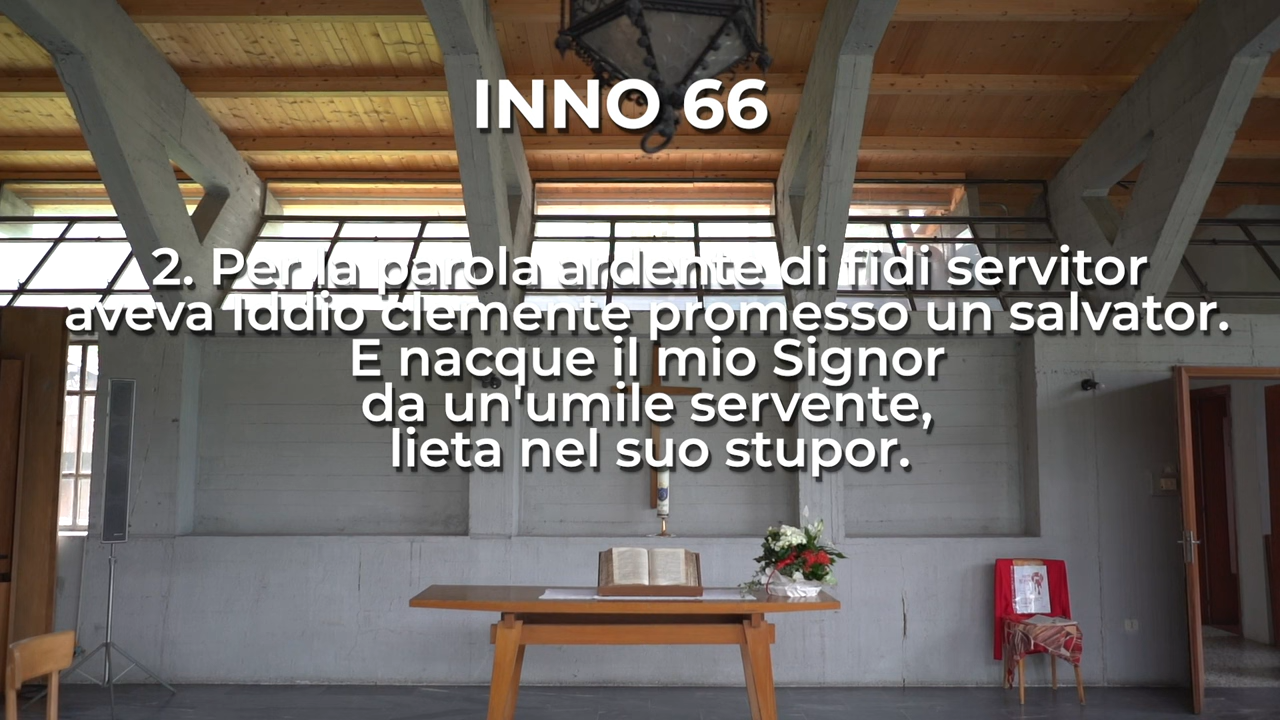 INNO 66
2. Per la parola ardente di fidi servitor
aveva Iddio clemente promesso un salvator.
E nacque il mio Signor
da un'umile servente,
lieta nel suo stupor.